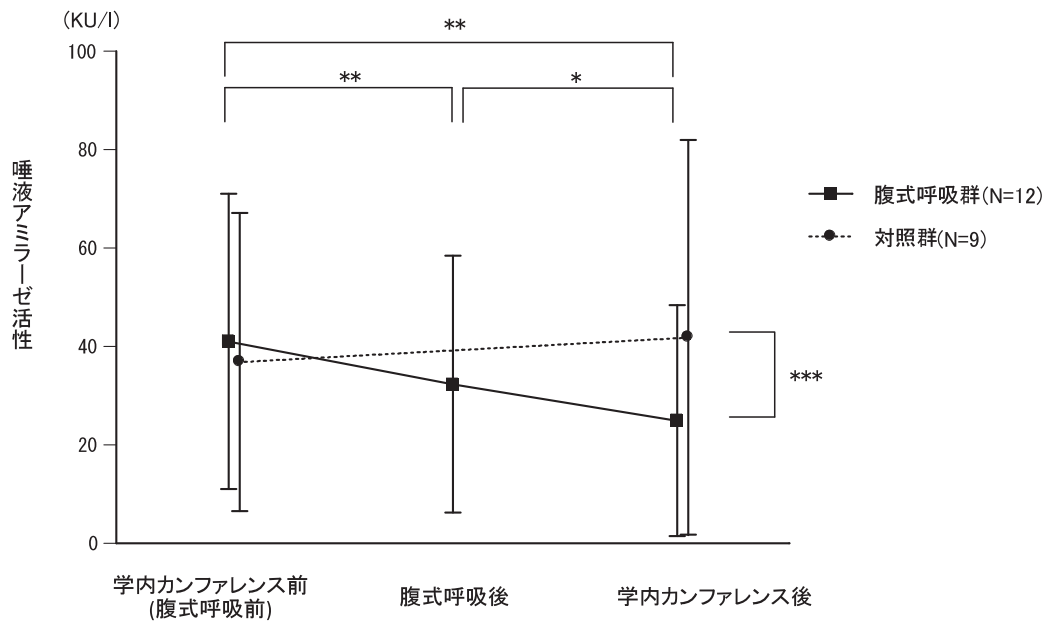 (KU/l)
100
80
60
40
20
0
唾液アミラーゼ活性
**
**
*
***
腹式呼吸群(N=12)
対照群(N=9)
学内カンファレンス前
(腹式呼吸前)
腹式呼吸後
学内カンファレンス後